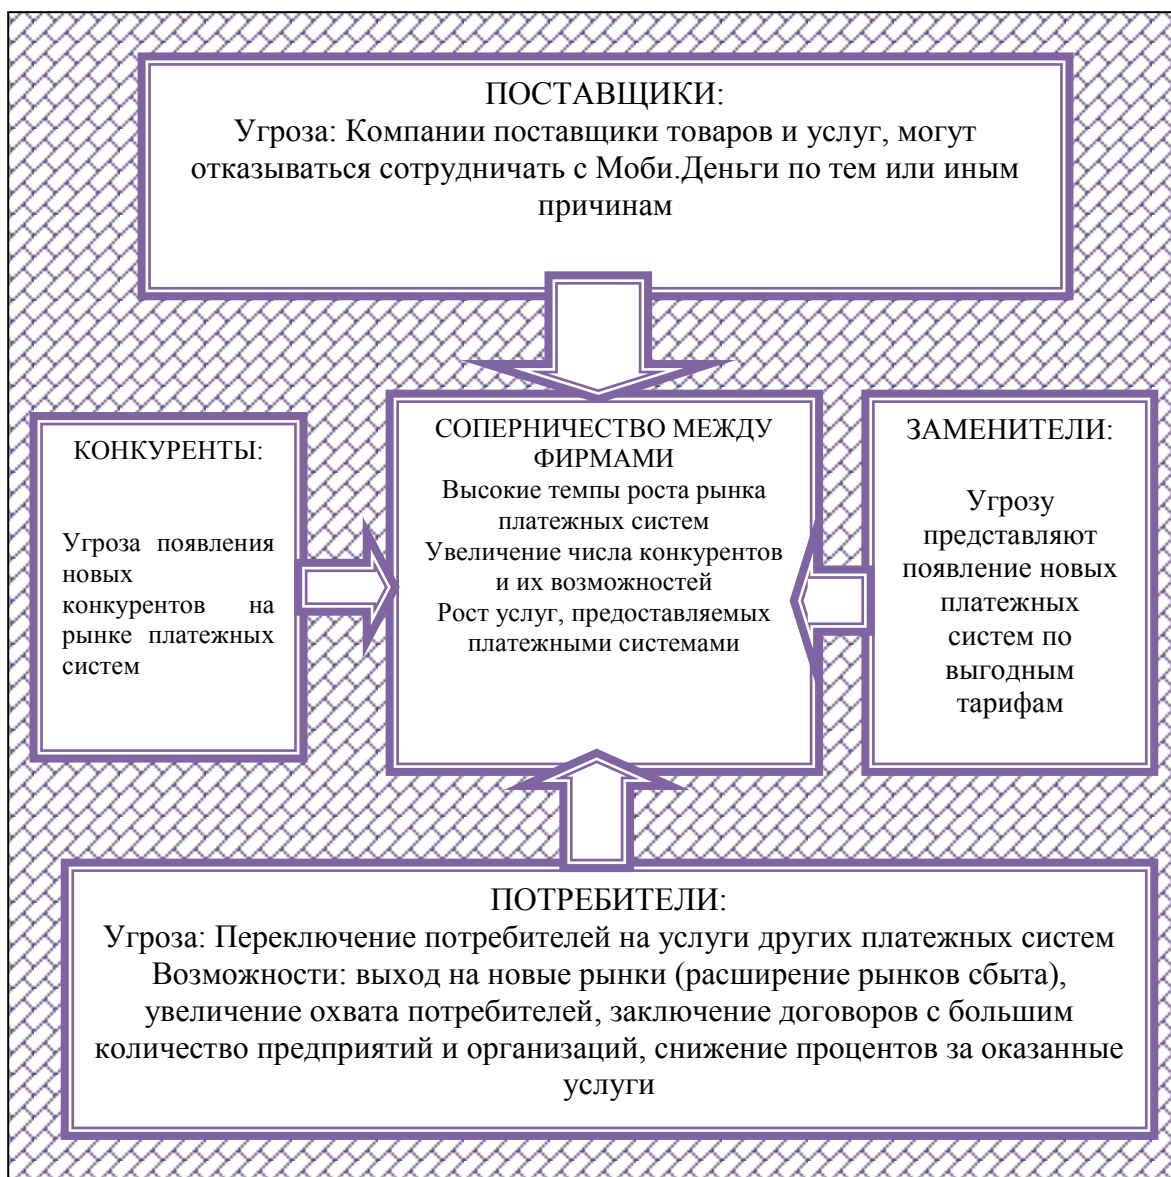 ПОСТАВЩИКИ:
Угроза: Компании поставщики товаров и услуг, могут
отказываться сотрудничать с Моби.Деньги по тем или иным
причинам
КОНКУРЕНТЫ:
Угроза появления
новых
конкурентов на
рынке платежных
систем
СОПЕРНИЧЕСТВО МЕЖДУ
ФИРМАМИ
Высокие темпы роста рынка
платежных систем
Увеличение числа конкурентов
и их возможностей
Рост услуг, предоставляемых
платежными системами
ЗАМЕНИТЕЛИ:
Угрозу
представляют
появление новых
платежных
систем по
выгодным
тарифам
ПОТРЕБИТЕЛИ:
Угроза: Переключение потребителей на услуги других платежных систем
Возможности: выход на новые рынки (расширение рынков сбыта),
увеличение охвата потребителей, заключение договоров с большим
количество предприятий и организаций, снижение процентов за оказанные
услуги